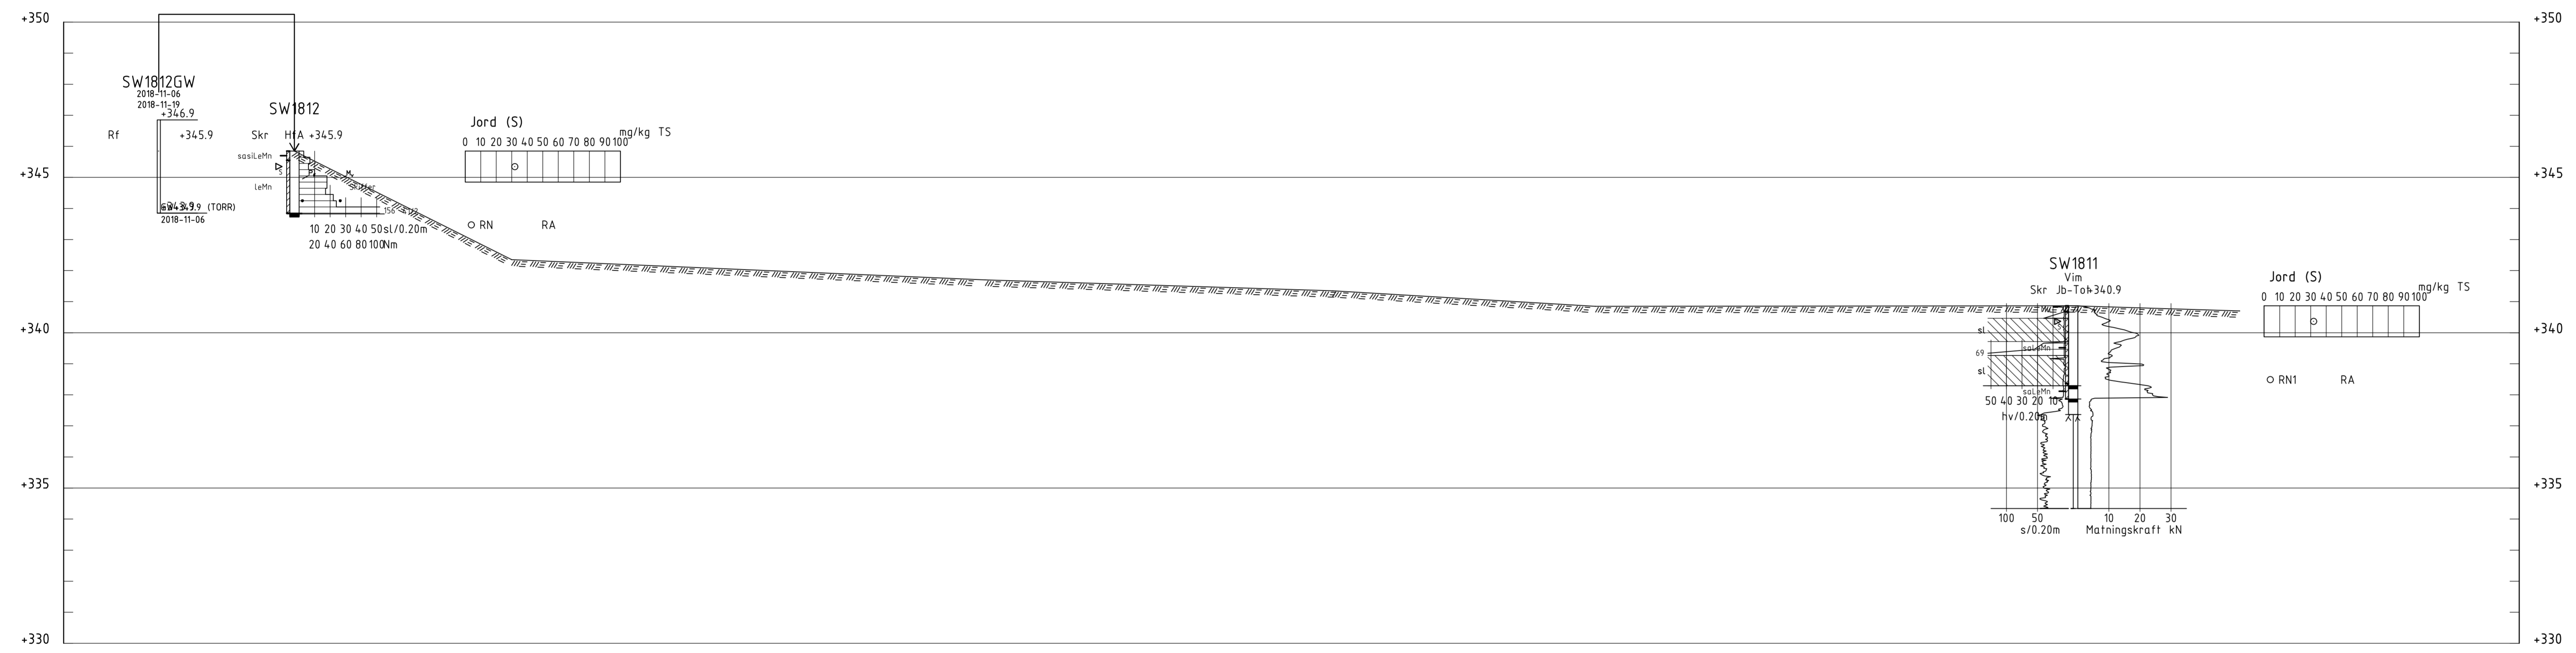 +350
+350
SW1812GW
2018-11-06
2018-11-19
+346.9
Rf +345.9
SW1812
Skr HfA +345.9
sasiLeMn
S
leMn
Skiffer
2018-11-06
(TORR)
156
10 20 30 40 50 sl/0.20m
20 40 60 80 100 Nm
Jord (S)
0 10 20 30 40 50 60 70 80 90 100 mg/kg TS
RN RA
+345
+345
SW1811
Vim
Skr Jb-Tot +340.9
sl
69
saLeMn
sl
saLeMn
50 40 30 20 10
hv/0.20m
100 50
s/0.20m
10 20 30
Matningskraft kN
Jord (S)
0 10 20 30 40 50 60 70 80 90 100 mg/kg TS
RN1 RA
+340
+340
+335
+335
+330
+330